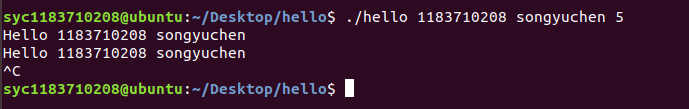 syc1183710208@ubuntu:~/Desktop/hello$ ./hello 1183710208 songyuchen 5
Hello 1183710208 songyuchen
Hello 1183710208 songyuchen
^C
syc1183710208@ubuntu:~/Desktop/hello$